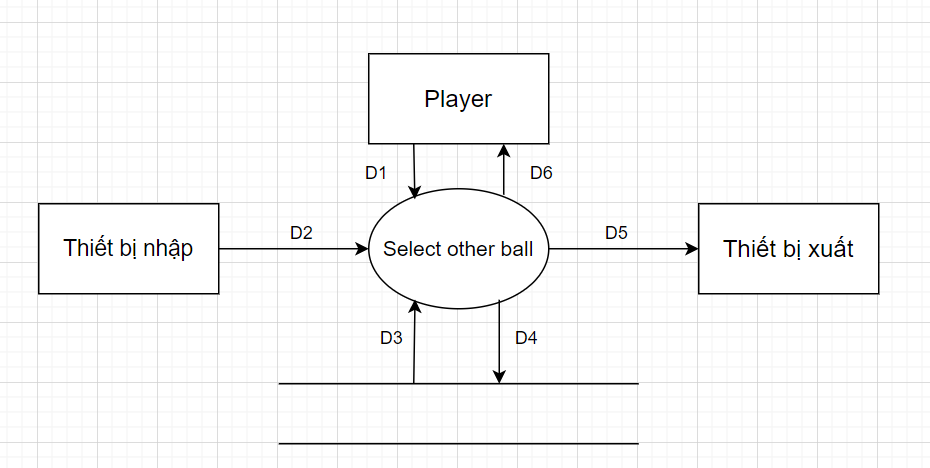 Player
D1
D6
Thiết bị nhập
D2
Select other ball
D5
Thiết bị xuất
D3
D4